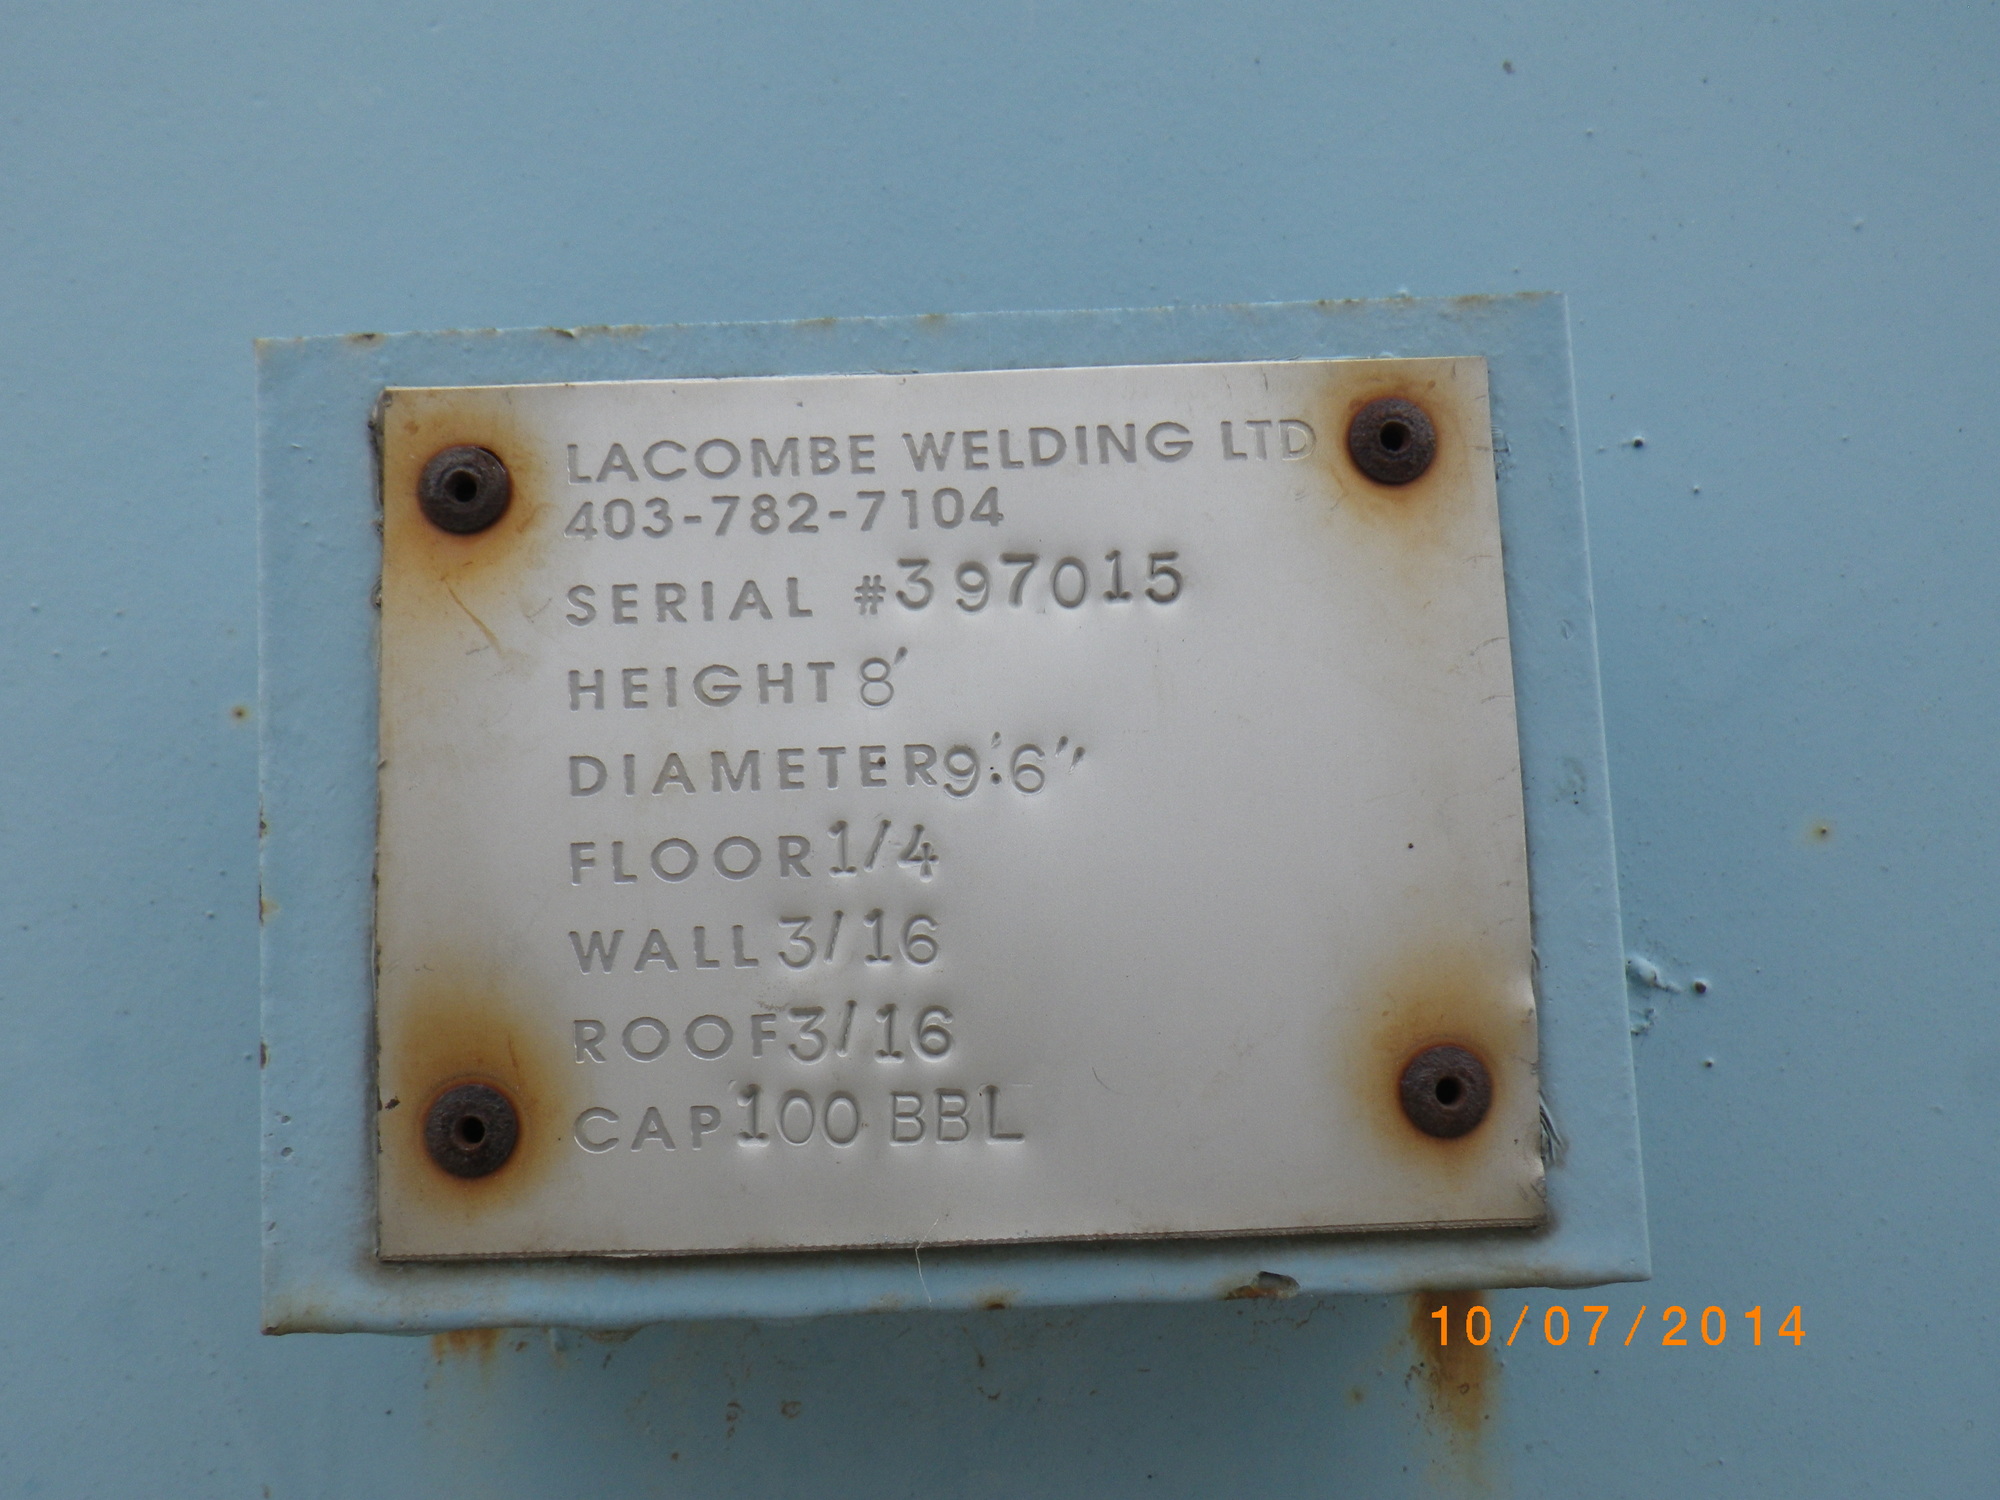 LACOMBE WELDING LTD
403-782-7104
SERIAL #397015
HEIGHT 8'
DIAMETER 9'6"
FLOOR 1/4
WALL 3/16
ROOF 3/16
CAP 100 BBL
10/07/2014